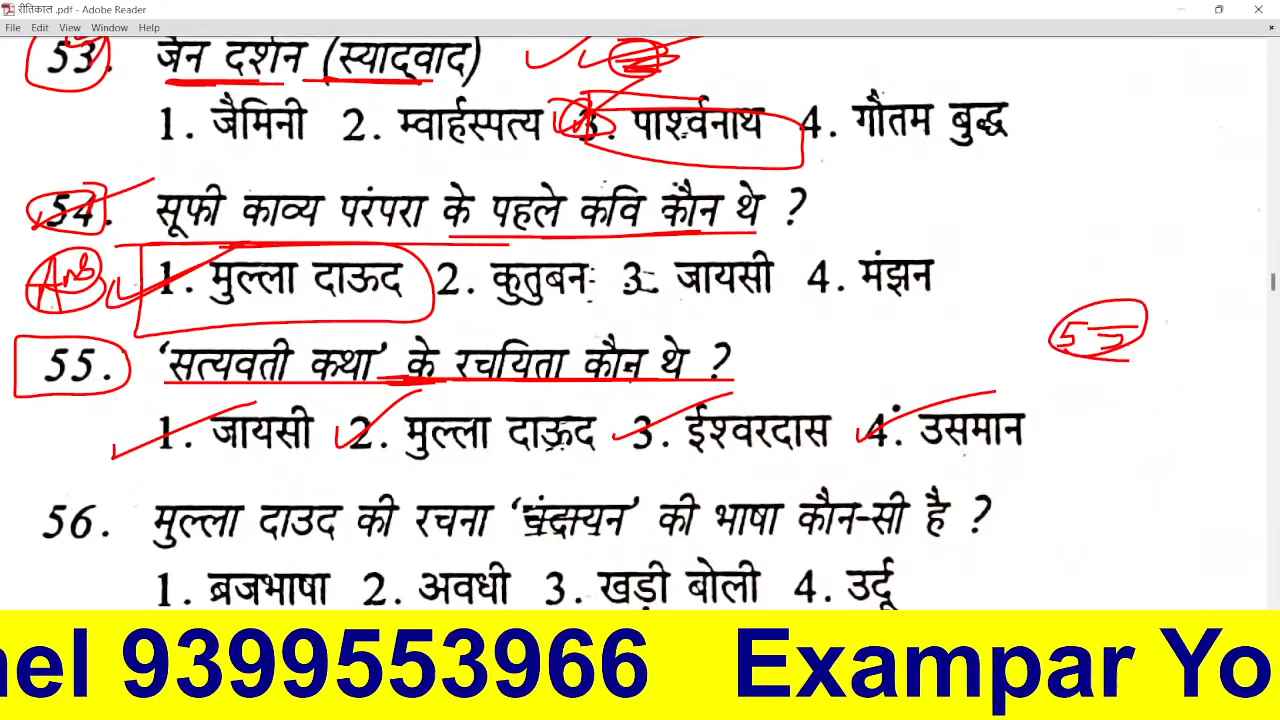 रीतिकाल .pdf - Adobe Reader
File Edit View Window Help
53. जैन दर्शन (स्याद्वाद)
1. जैमिनी 2. म्वार्हस्पत्य 3. पार्श्वनाथ 4. गौतम बुद्ध
54. सूफी काव्य परंपरा के पहले कवि कौन थे ?
Ans 1. मुल्ला दाऊद 2. कुतुबन 3. जायसी 4. मंझन
55. ‘सत्यवती कथा’ के रचयिता कौन थे ?
1. जायसी 2. मुल्ला दाऊद 3. ईश्वरदास 4. उसमान
56. मुल्ला दाउद की रचना ‘चंदायन’ की भाषा कौन-सी है ?
1. ब्रजभाषा 2. अवधी 3. खड़ी बोली 4. उर्दू
nel 9399553966 Exampar Yo